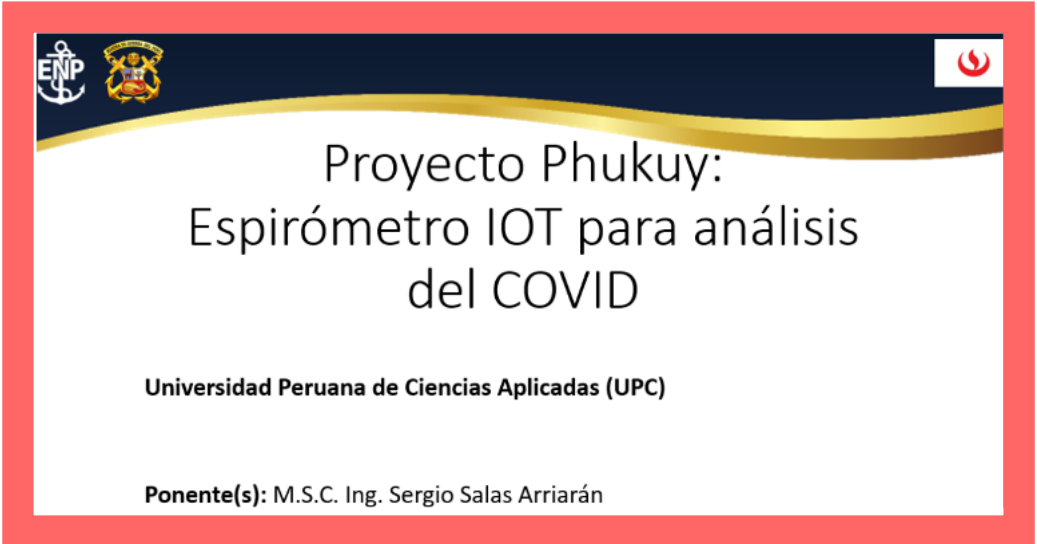 ENP
Proyecto Phukuy:
Espirómetro IOT para análisis
del COVID
Universidad Peruana de Ciencias Aplicadas (UPC)
Ponente(s): M.S.C. Ing. Sergio Salas Arriarán